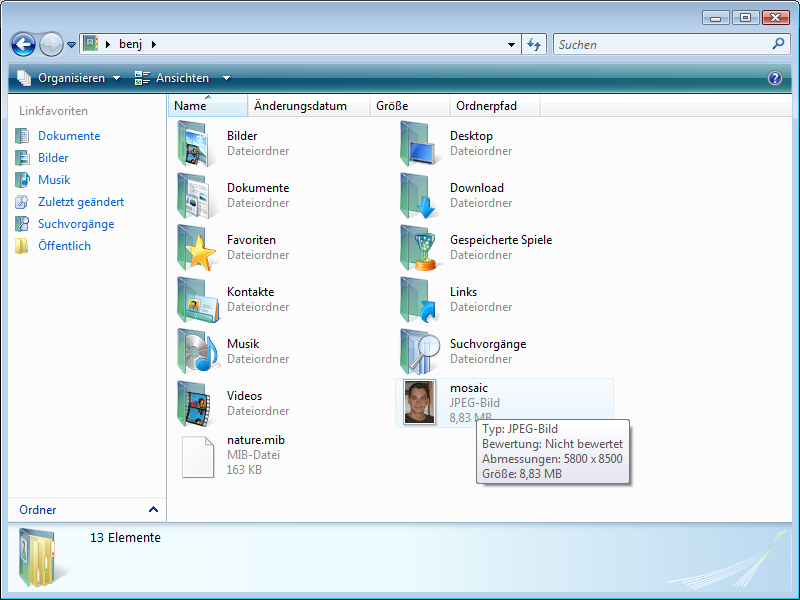 benj
Suchen
Organisieren
Ansichten
Linkfavoriten
Dokumente
Bilder
Musik
Zuletzt geändert
Suchvorgänge
Öffentlich
Ordner
Name
Änderungsdatum
Größe
Ordnerpfad
Bilder
Dateiordner
Desktop
Dateiordner
Dokumente
Dateiordner
Download
Dateiordner
Favoriten
Dateiordner
Gespeicherte Spiele
Dateiordner
Kontakte
Dateiordner
Links
Dateiordner
Musik
Dateiordner
Suchvorgänge
Dateiordner
Videos
Dateiordner
mosaic
JPEG-Bild
8,83 MB
nature.mib
MIB-Datei
163 KB
Typ: JPEG-Bild
Bewertung: Nicht bewertet
Abmessungen: 5800 x 8500
Größe: 8,83 MB
13 Elemente